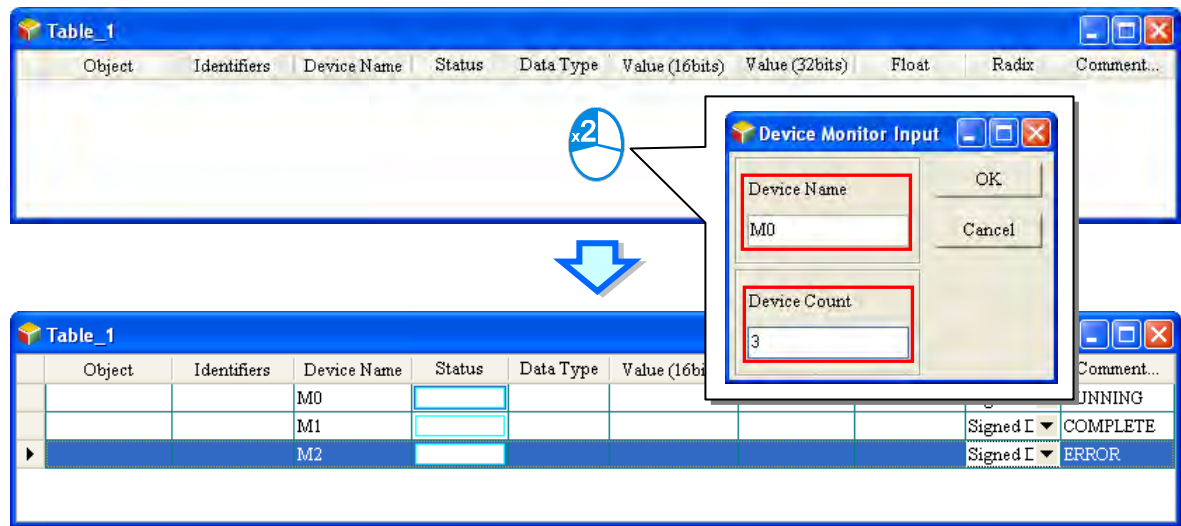 Table_1
Object Identifiers Device Name Status Data Type Value (16bits) Value (32bits) Float Radix Comment...
x2
Device Monitor Input
Device Name
M0
OK
Cancel
Device Count
3
Table_1
Object Identifiers Device Name Status Data Type Value (16bi Comment...
M0 UNNING
M1 Signed D COMPLETE
M2 Signed D ERROR